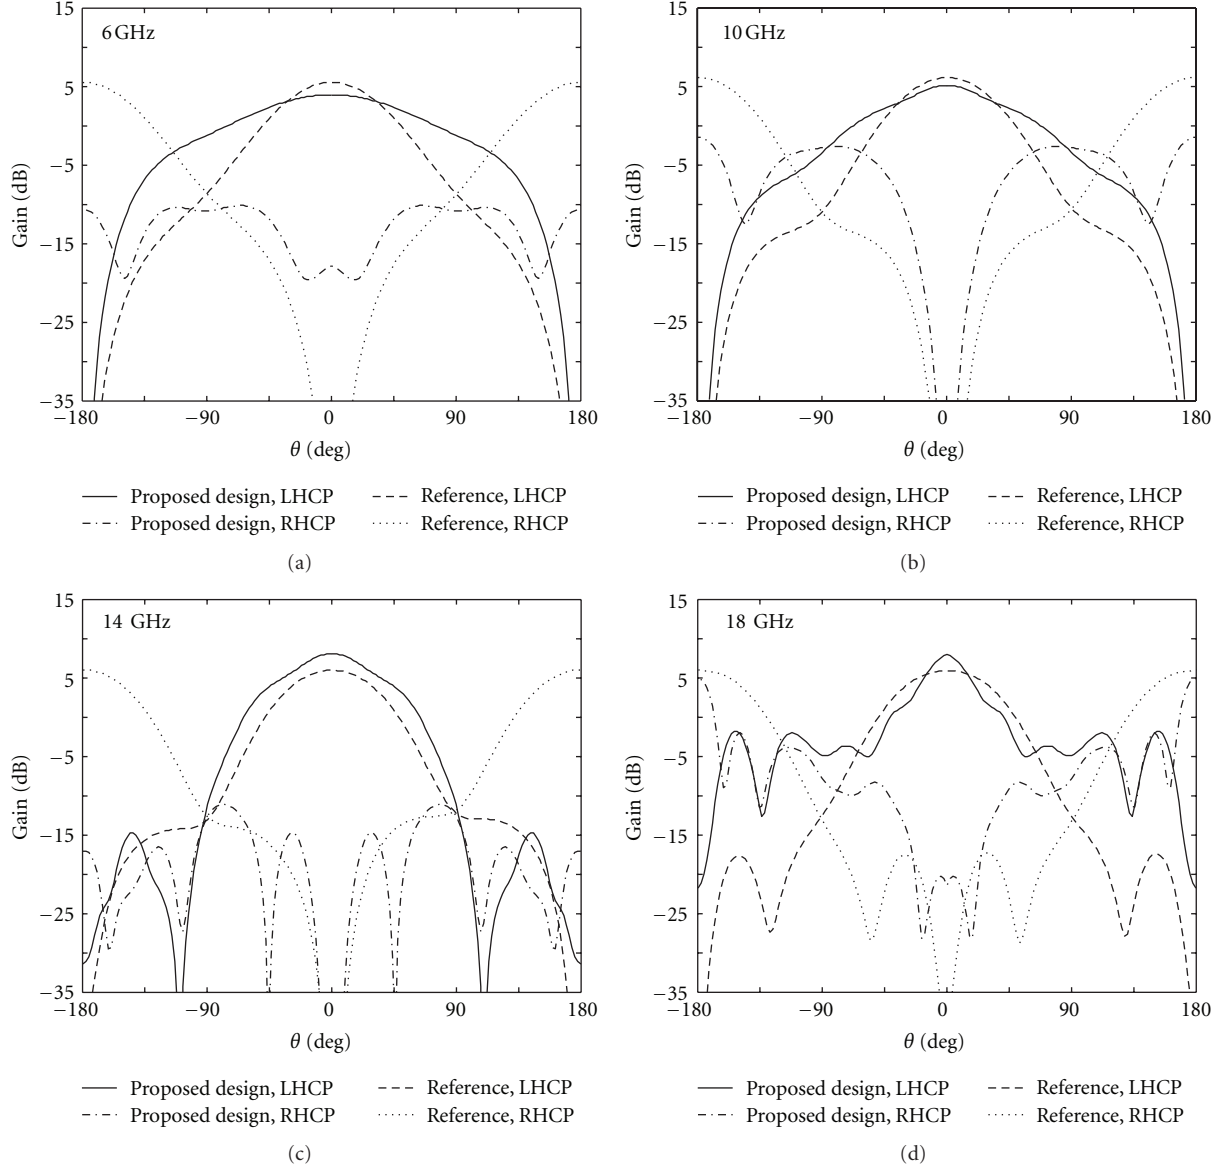 15
5
−5
−15
−25
−35
Gain (dB)
6 GHz
−180
−90
0
90
180
θ (deg)
Proposed design, LHCP
Proposed design, RHCP
Reference, LHCP
Reference, RHCP
(a)
15
5
−5
−15
−25
−35
Gain (dB)
10 GHz
−180
−90
0
90
180
θ (deg)
Proposed design, LHCP
Proposed design, RHCP
Reference, LHCP
Reference, RHCP
(b)
15
5
−5
−15
−25
−35
Gain (dB)
14 GHz
−180
−90
0
90
180
θ (deg)
Proposed design, LHCP
Proposed design, RHCP
Reference, LHCP
Reference, RHCP
(c)
15
5
−5
−15
−25
−35
Gain (dB)
18 GHz
−180
−90
0
90
180
θ (deg)
Proposed design, LHCP
Proposed design, RHCP
Reference, LHCP
Reference, RHCP
(d)